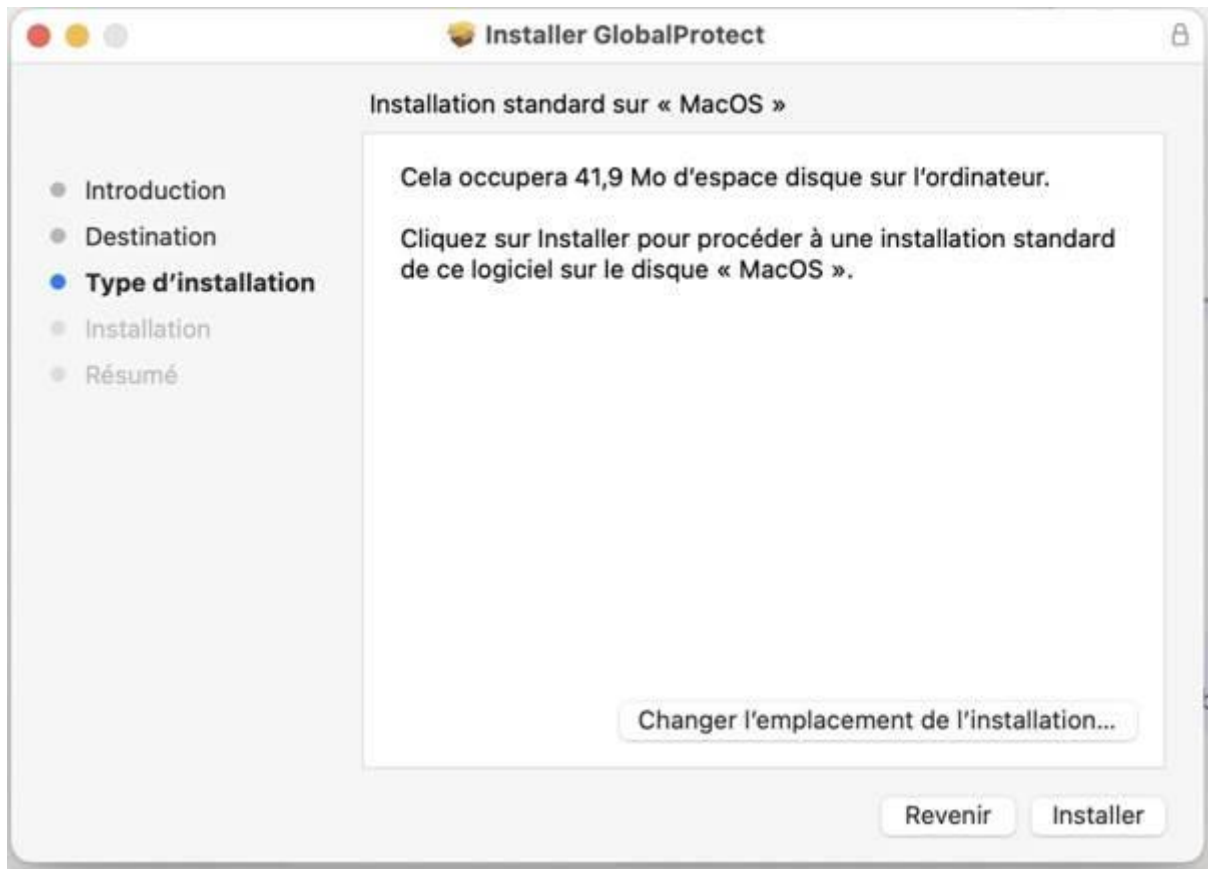 Installer GlobalProtect
Installation standard sur « MacOS »
Introduction
Destination
Type d’installation
Installation
Résumé
Cela occupera 41,9 Mo d’espace disque sur l’ordinateur.
Cliquez sur Installer pour procéder à une installation standard
de ce logiciel sur le disque « MacOS ».
Changer l’emplacement de l’installation...
Revenir
Installer